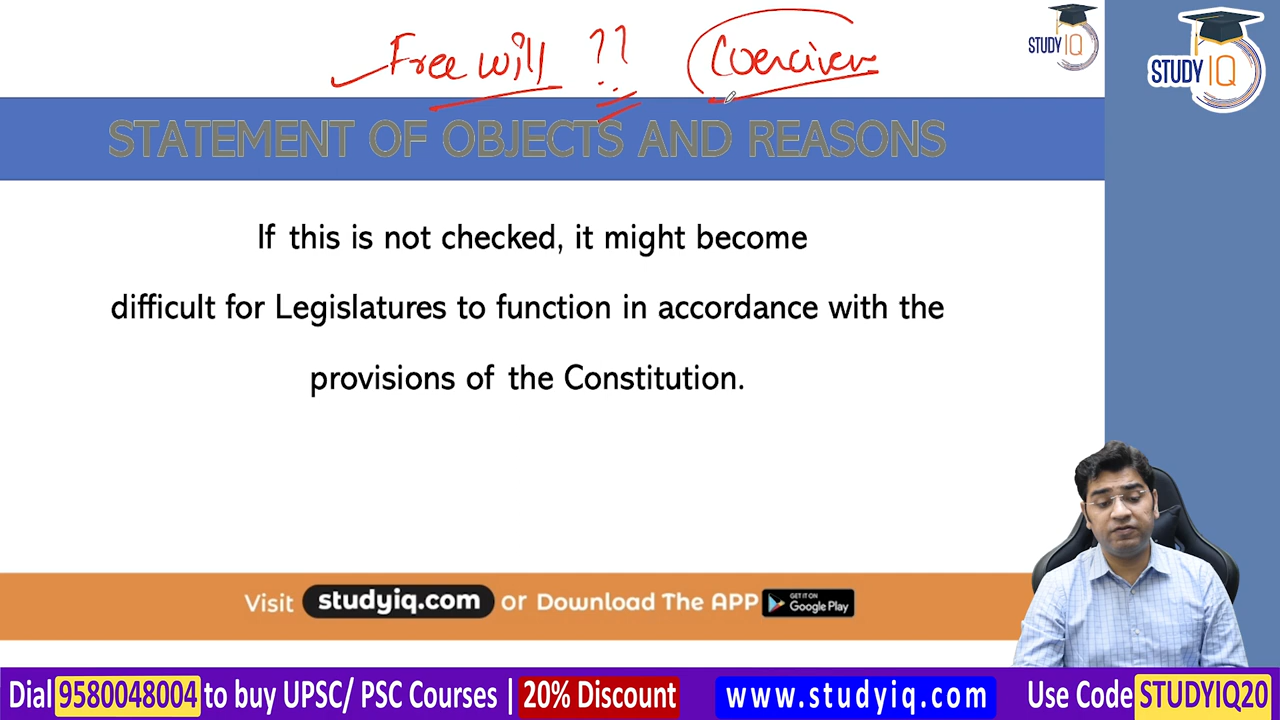 Free will ?? Coercive
STUDY IQ
STUDY IQ
STATEMENT OF OBJECTS AND REASONS
If this is not checked, it might become
difficult for Legislatures to function in accordance with the
provisions of the Constitution.
Visit studyiq.com or Download The APP GET IT ON Google Play
Dial 9580048004 to buy UPSC/ PSC Courses | 20% Discount www.studyiq.com Use Code STUDYIQ20